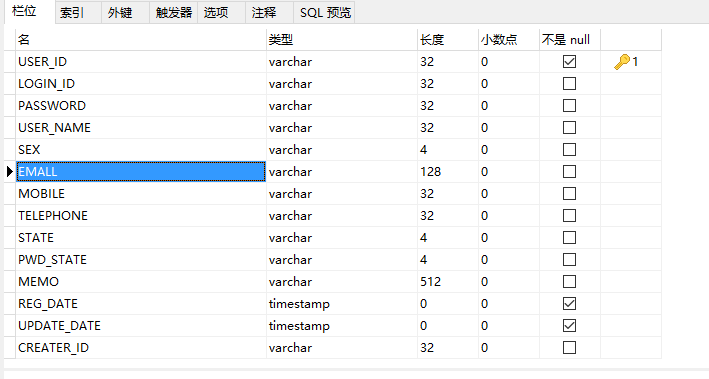 栏位 索引 外键 触发器 选项 注释 SQL 预览
名 类型 长度 小数点 不是 null
USER_ID varchar 32 0 1
LOGIN_ID varchar 32 0
PASSWORD varchar 32 0
USER_NAME varchar 32 0
SEX varchar 4 0
EMALL varchar 128 0
MOBILE varchar 32 0
TELEPHONE varchar 32 0
STATE varchar 4 0
PWD_STATE varchar 4 0
MEMO varchar 512 0
REG_DATE timestamp 0 0
UPDATE_DATE timestamp 0 0
CREATER_ID varchar 32 0